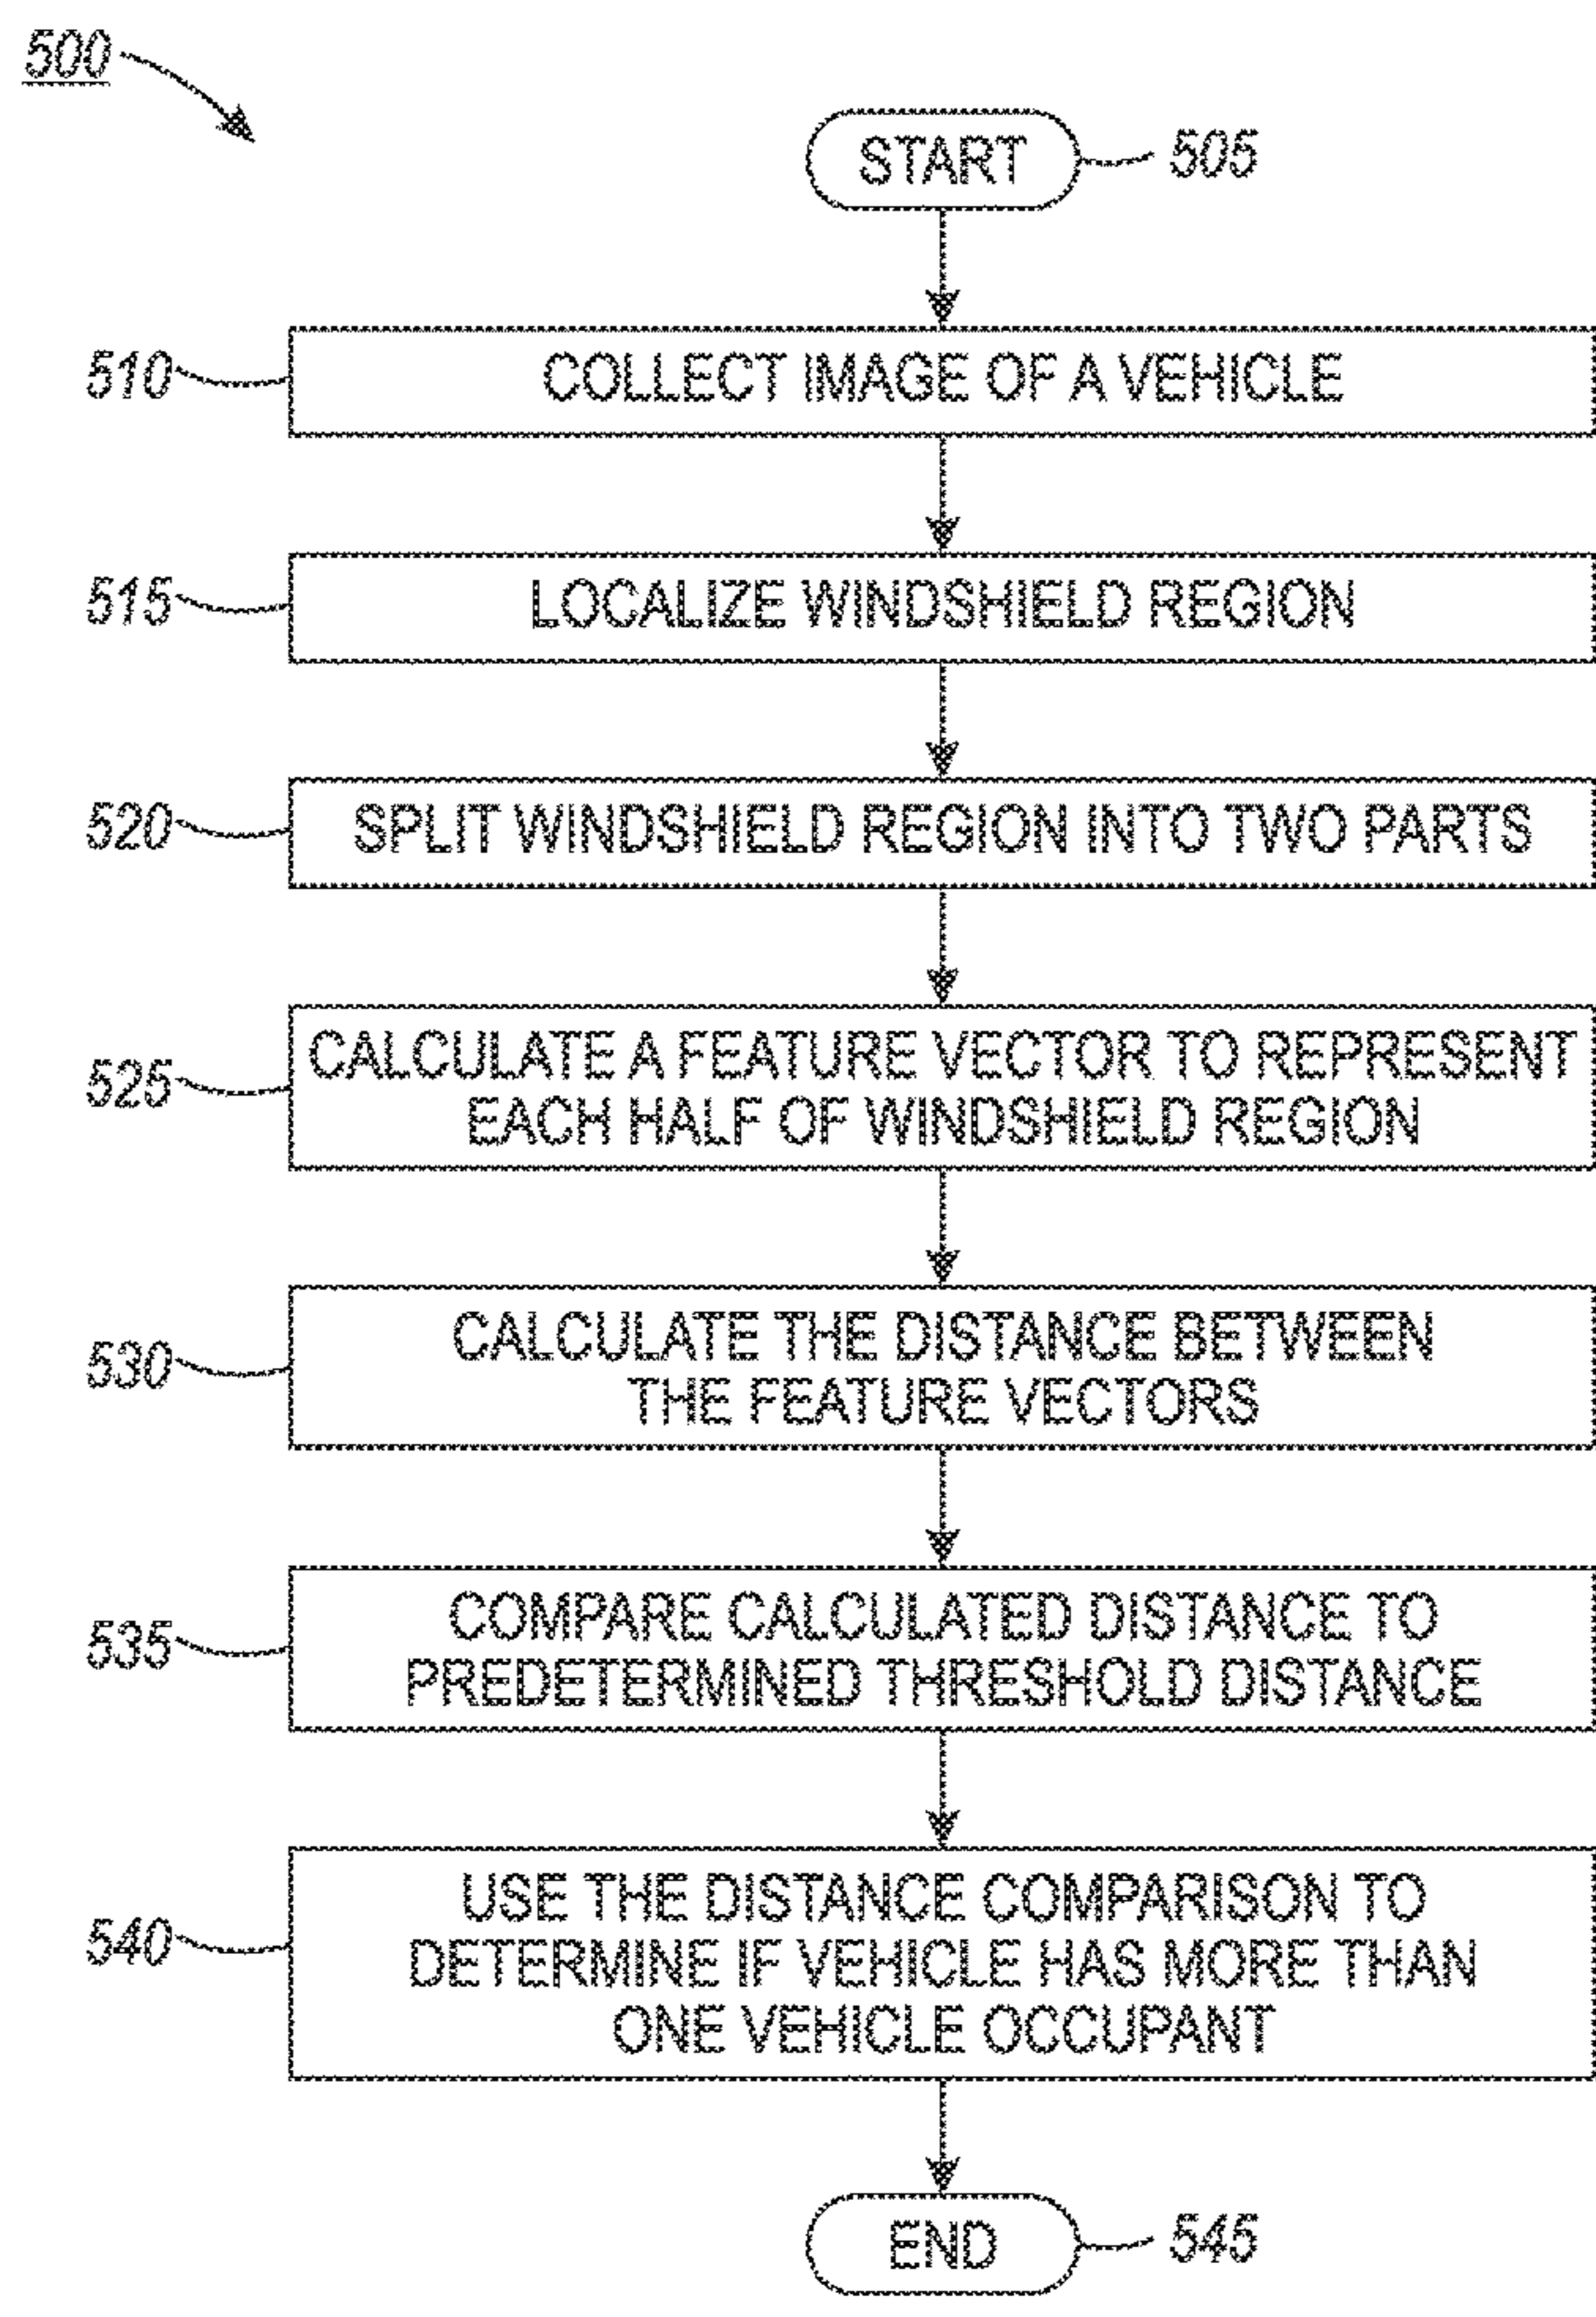 500
START
505
510
COLLECT IMAGE OF A VEHICLE
515
LOCALIZE WINDSHIELD REGION
520
SPLIT WINDSHIELD REGION INTO TWO PARTS
525
CALCULATE A FEATURE VECTOR TO REPRESENT
EACH HALF OF WINDSHIELD REGION
530
CALCULATE THE DISTANCE BETWEEN
THE FEATURE VECTORS
535
COMPARE CALCULATED DISTANCE TO
PREDETERMINED THRESHOLD DISTANCE
540
USE THE DISTANCE COMPARISON TO
DETERMINE IF VEHICLE HAS MORE THAN
ONE VEHICLE OCCUPANT
END
545